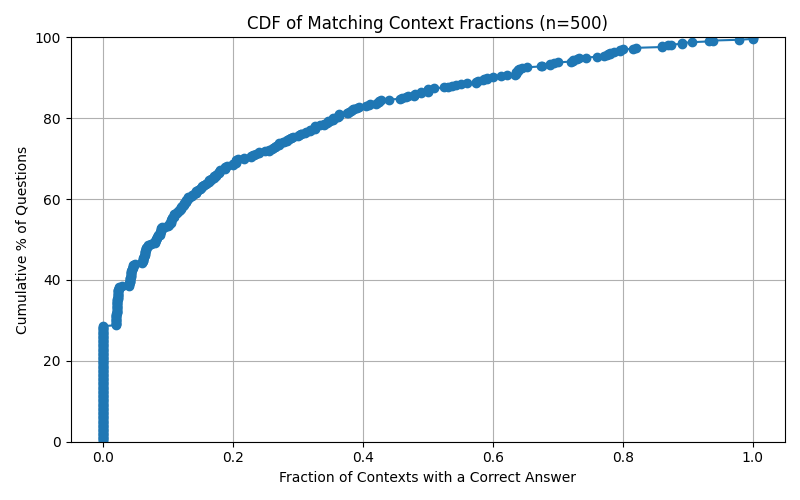 CDF of Matching Context Fractions (n=500)
Cumulative % of Questions
100
80
60
40
20
0
0.0 0.2 0.4 0.6 0.8 1.0
Fraction of Contexts with a Correct Answer